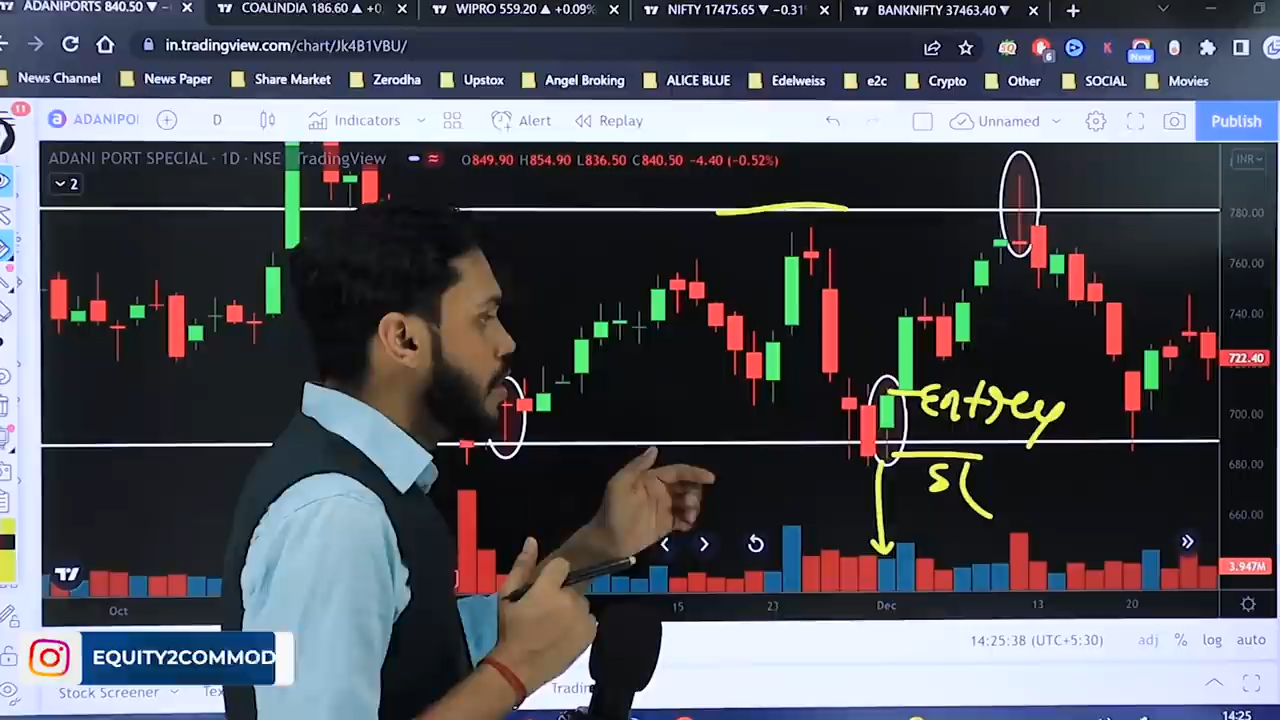 ADANIPORTS 840.50 ▼ −
COALINDIA 186.60 ▲ +0
WIPRO 559.20 ▲ +0.09%
NIFTY 17475.65 ▼ −0.31
BANKNIFTY 37463.40 ▼
in.tradingview.com/chart/Jk4B1VBU/
6
New
News Channel
News Paper
Share Market
Zerodha
Upstox
Angel Broking
ALICE BLUE
Edelweiss
e2c
Crypto
Other
SOCIAL
Movies
11
ADANIPO
D
Indicators
Alert
Replay
Unnamed
Publish
ADANI PORT SPECIAL · 1D · NSE TradingView
O849.90 H854.90 L836.50 C840.50 −4.40 (−0.52%)
INR
2
780.00
760.00
740.00
722.40
700.00
680.00
660.00
Entrey
SL
3.947M
Oct
15
23
Dec
13
20
14:25:38 (UTC+5:30)
adj
%
log
auto
EQUITY2COMMOD
Stock Screener
Tradin
14:25